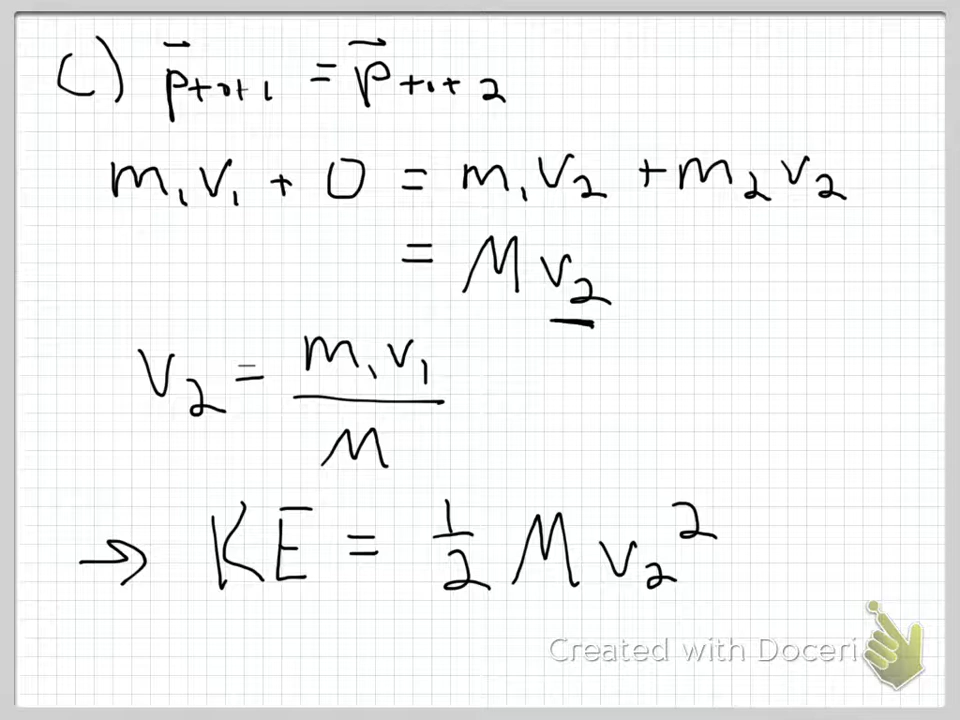 C) p⃗tot1 = p⃗tot2
m₁v₁ + 0 = m₁v₂ + m₂v₂
= Mv₂
v₂ = m₁v₁ / M
→ KE = ½ Mv₂²
Created with Doceri